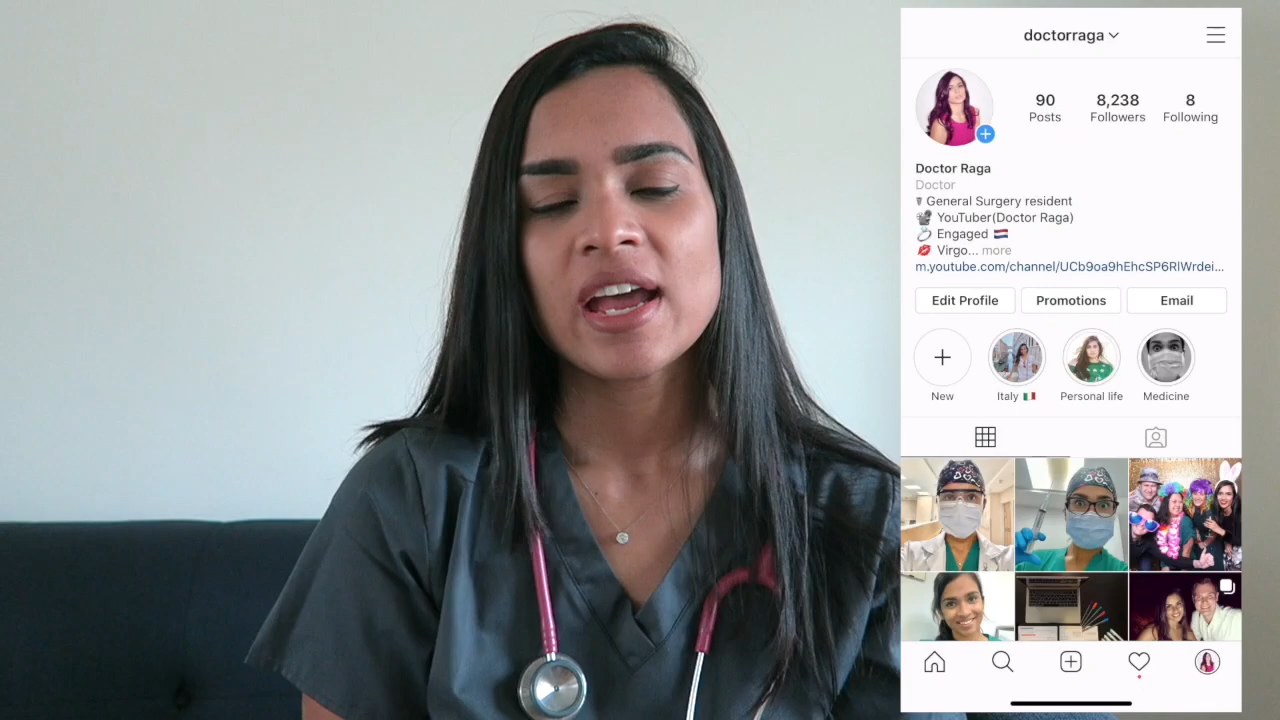 doctorraga
90
8,238
8
Posts
Followers
Following
Doctor Raga
Doctor
General Surgery resident
YouTuber(Doctor Raga)
Engaged
Virgo... more
m.youtube.com/channel/UCb9oa9hEhcSP6RlWrdei...
Edit Profile
Promotions
Email
New
Italy
Personal life
Medicine